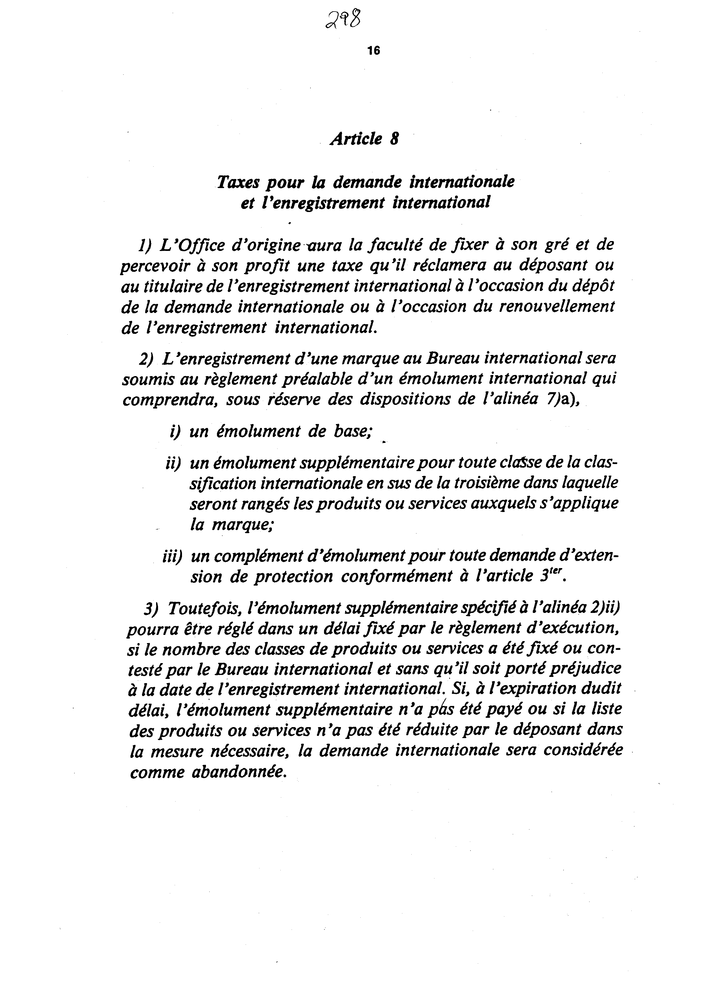 298
16
Article 8
Taxes pour la demande internationale
et l'enregistrement international
1) L'Office d'origine aura la faculté de fixer à son gré et de
percevoir à son profit une taxe qu'il réclamera au déposant ou
au titulaire de l'enregistrement international à l'occasion du dépôt
de la demande internationale ou à l'occasion du renouvellement
de l'enregistrement international.
2) L'enregistrement d'une marque au Bureau international sera
soumis au règlement préalable d'un émolument international qui
comprendra, sous réserve des dispositions de l'alinéa 7)a),
i) un émolument de base;
ii) un émolument supplémentaire pour toute classe de la clas-
sification internationale en sus de la troisième dans laquelle
seront rangés les produits ou services auxquels s'applique
la marque;
iii) un complément d'émolument pour toute demande d'exten-
sion de protection conformément à l'article 3ter.
3) Toutefois, l'émolument supplémentaire spécifié à l'alinéa 2)ii)
pourra être réglé dans un délai fixé par le règlement d'exécution,
si le nombre des classes de produits ou services a été fixé ou con-
testé par le Bureau international et sans qu'il soit porté préjudice
à la date de l'enregistrement international. Si, à l'expiration dudit
délai, l'émolument supplémentaire n'a pas été payé ou si la liste
des produits ou services n'a pas été réduite par le déposant dans
la mesure nécessaire, la demande internationale sera considérée
comme abandonnée.